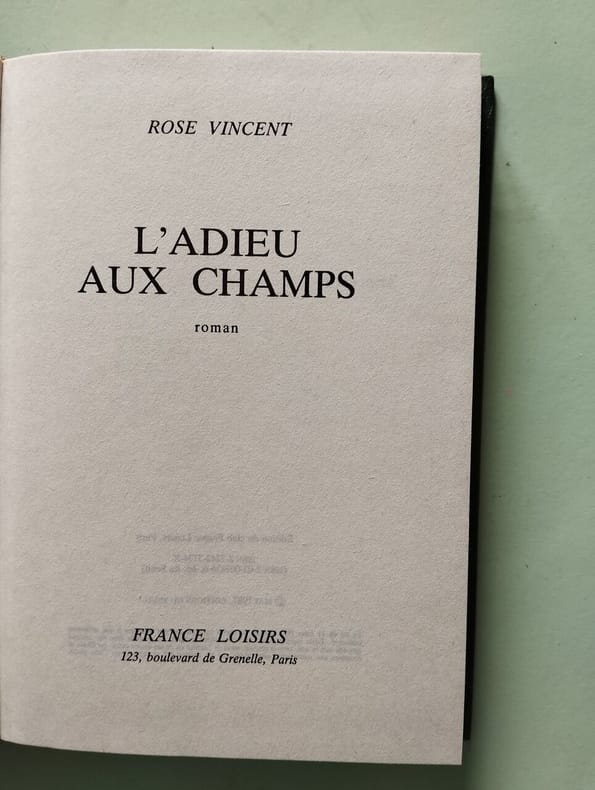 ROSE VINCENT
L'ADIEU
AUX CHAMPS
roman
FRANCE LOISIRS
123, boulevard de Grenelle, Paris